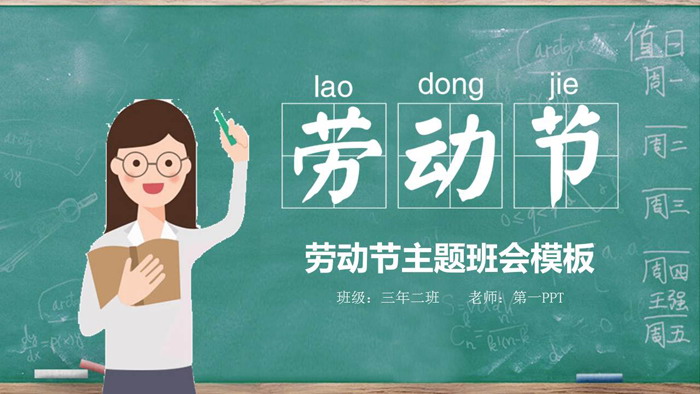 lao dong jie
劳动节
劳动节主题班会模板
班级：三年二班 老师：第一PPT
值日
周一
周二
周三
周四
王强
周五
arctgx